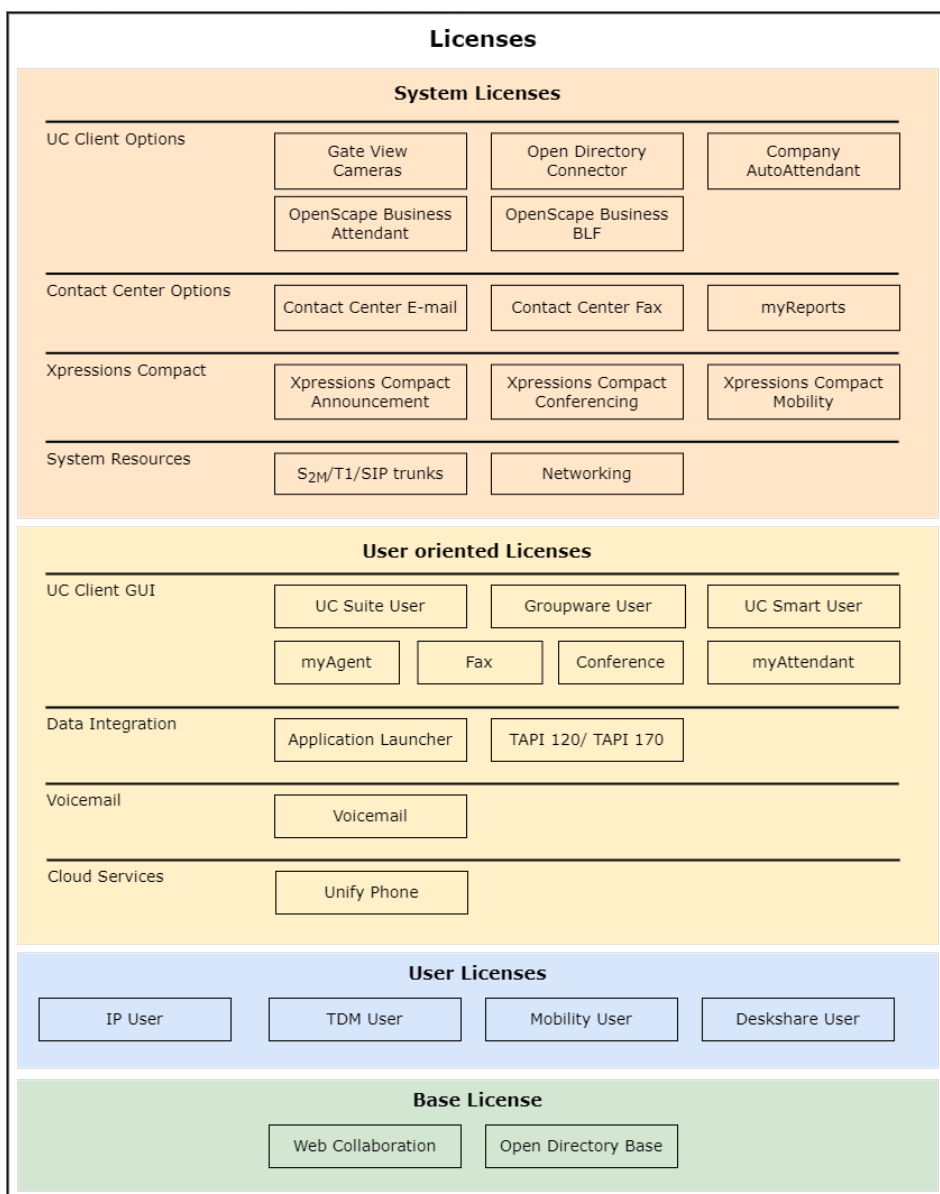 Licenses
System Licenses
UC Client Options
Gate View
Cameras
Open Directory
Connector
Company
AutoAttendant
OpenScape Business
Attendant
OpenScape Business
BLF
Contact Center Options
Contact Center E-mail
Contact Center Fax
myReports
Xpressions Compact
Xpressions Compact
Announcement
Xpressions Compact
Conferencing
Xpressions Compact
Mobility
System Resources
S2M/T1/SIP trunks
Networking
User oriented Licenses
UC Client GUI
UC Suite User
Groupware User
UC Smart User
myAgent
Fax
Conference
myAttendant
Data Integration
Application Launcher
TAPI 120/ TAPI 170
Voicemail
Voicemail
Cloud Services
Unify Phone
User Licenses
IP User
TDM User
Mobility User
Deskshare User
Base License
Web Collaboration
Open Directory Base